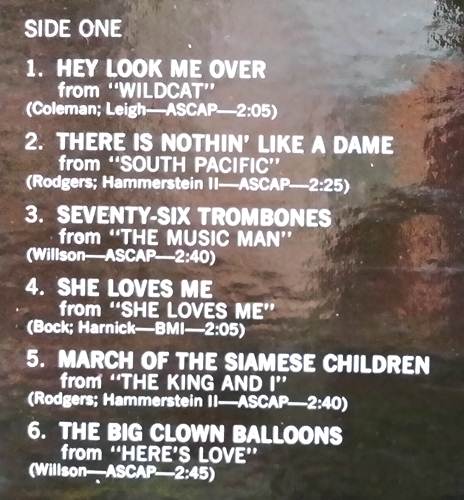 SIDE ONE
1. HEY LOOK ME OVER
from "WILDCAT"
(Coleman; Leigh—ASCAP—2:05)
2. THERE IS NOTHIN' LIKE A DAME
from "SOUTH PACIFIC"
(Rodgers; Hammerstein II—ASCAP—2:25)
3. SEVENTY-SIX TROMBONES
from "THE MUSIC MAN"
(Willson—ASCAP—2:40)
4. SHE LOVES ME
from "SHE LOVES ME"
(Bock; Harnick—BMI—2:05)
5. MARCH OF THE SIAMESE CHILDREN
from "THE KING AND I"
(Rodgers; Hammerstein II—ASCAP—2:40)
6. THE BIG CLOWN BALLOONS
from "HERE'S LOVE"
(Willson—ASCAP—2:45)